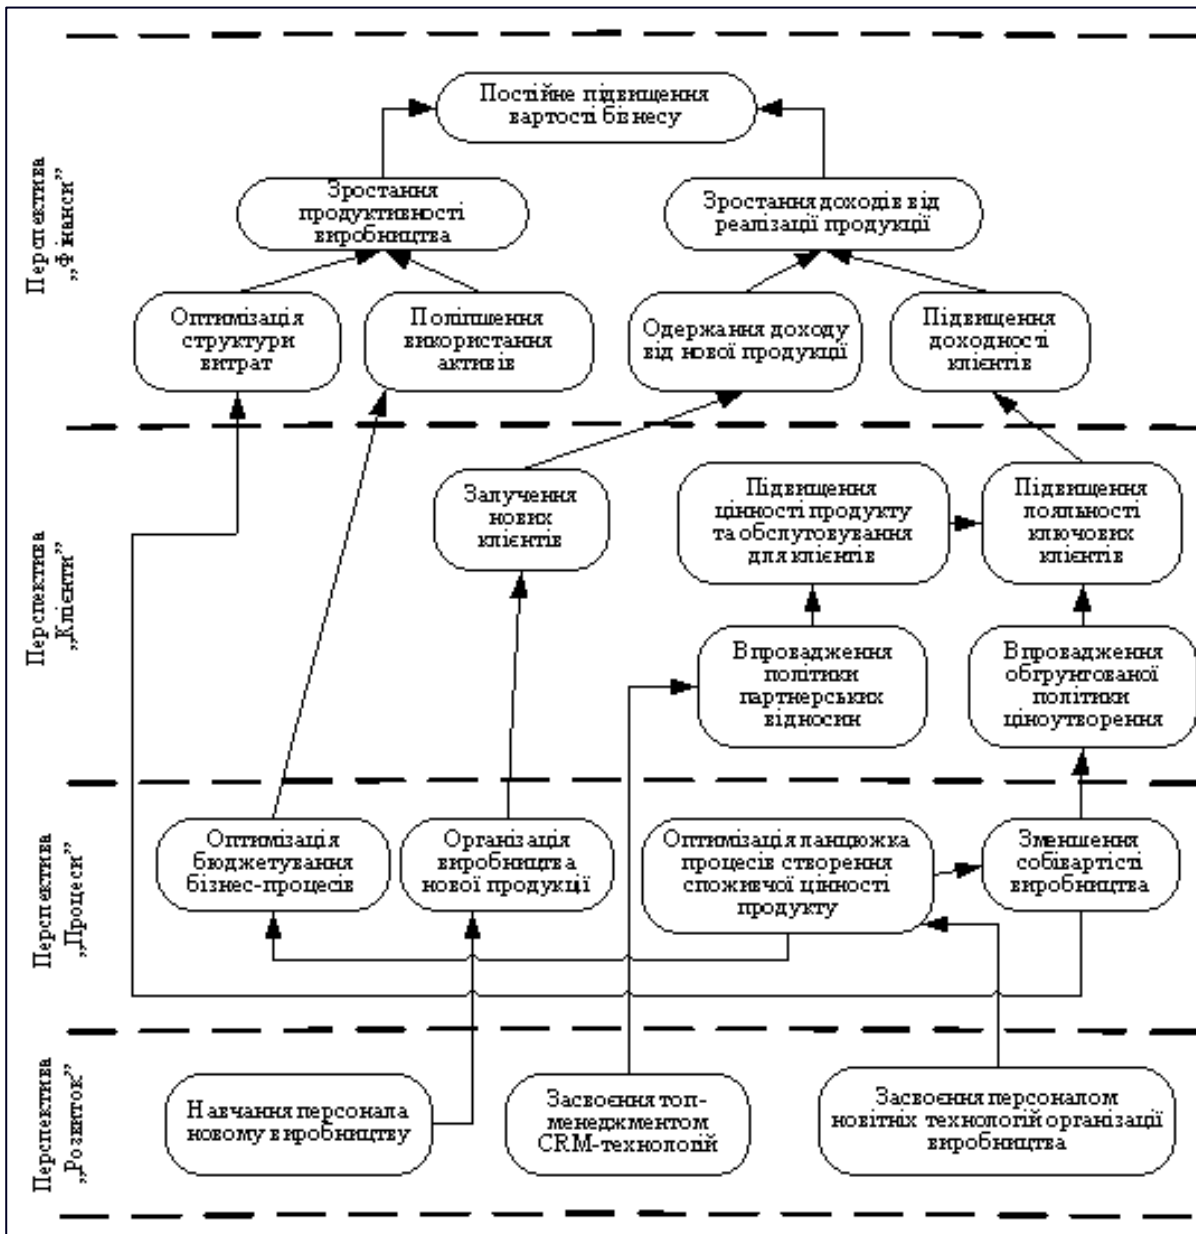 Перспектива
„Фінанси”
Постійне підвищення
вартості бізнесу
Зростання
продуктивності
виробництва
Зростання доходів від
реалізації продукції
Оптимізація
структури
витрат
Поліпшення
використання
активів
Одержання доходу
від нової продукції
Підвищення
доходності
клієнтів
Перспектива
„Клієнти”
Залучення
нових
клієнтів
Підвищення
цінності продукту
та обслутовування
для клієнтів
Підвищення
лояльності
ключових
клієнтів
Впровадження
політики
партнерських
відносин
Впровадження
обгрунтованої
політики
ціноутворення
Перспектива
„Процеси”
Оптимізація
бюджетування
бізнес-процесів
Організація
виробництва
нової продукції
Оптимізація ланцюжка
процесів створення
споживчої цінності
продукту
Зменшення
собівартісті
виробництва
Перспектива
„Розвиток”
Навчання персонала
новому виробництву
Засвоєння топ-
менеджментом
CRM-технологій
Засвоєння персоналом
новітніх технологій організації
виробництва